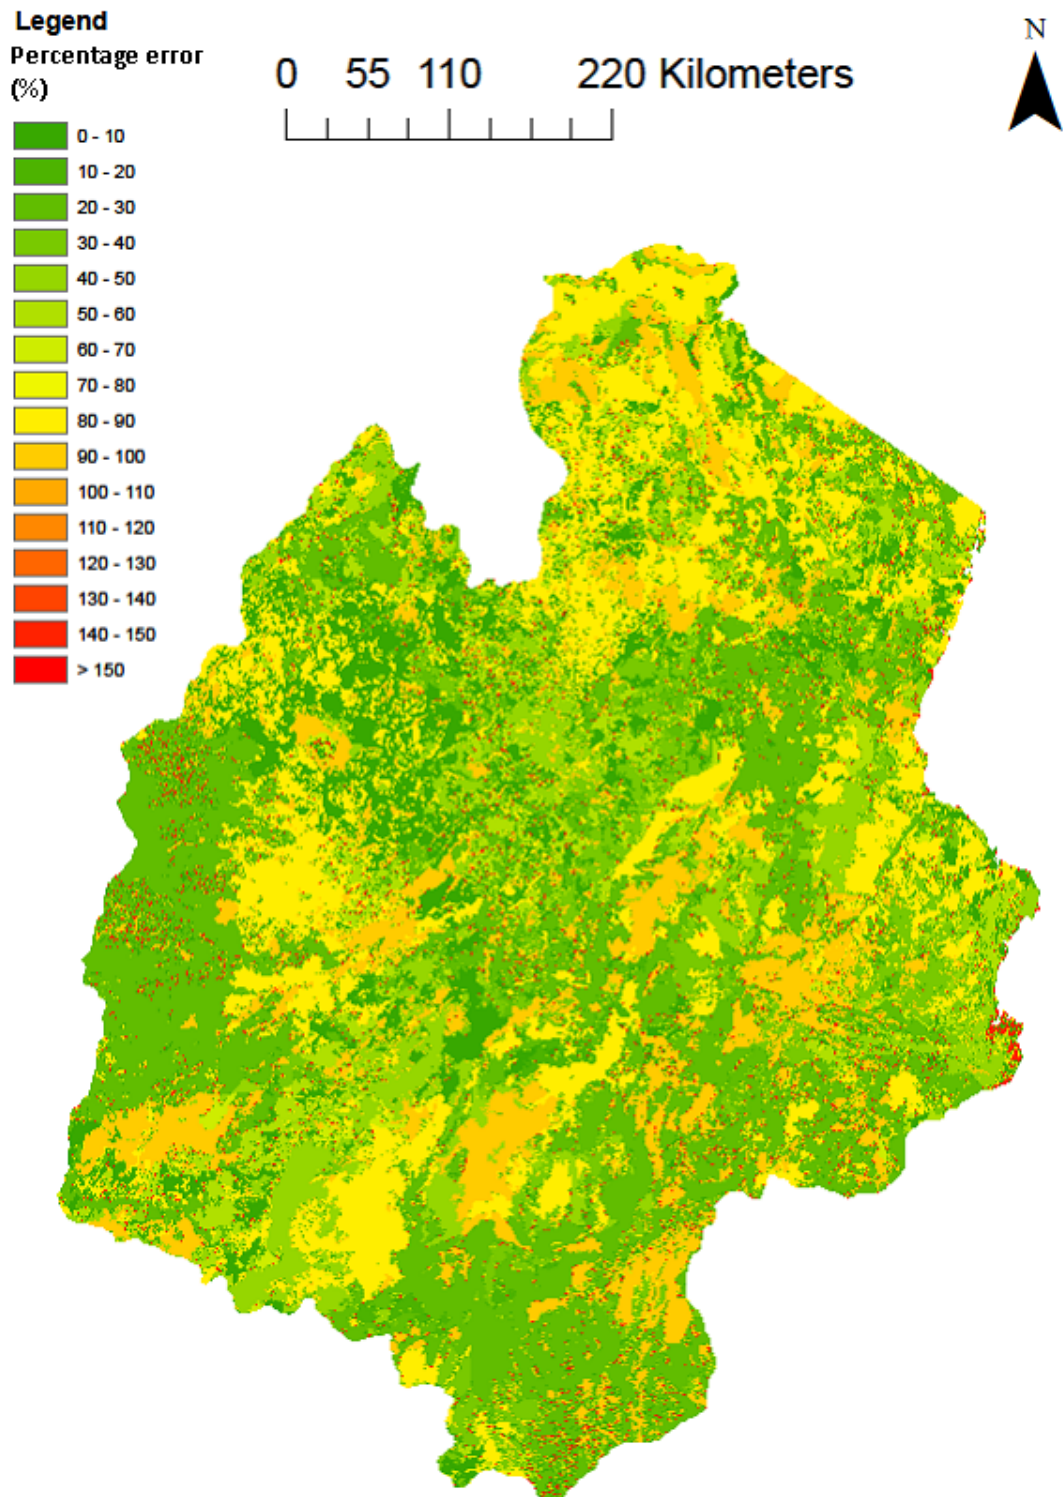 Legend
Percentage error
(%)
0 55 110 220 Kilometers
N
0 - 10
10 - 20
20 - 30
30 - 40
40 - 50
50 - 60
60 - 70
70 - 80
80 - 90
90 - 100
100 - 110
110 - 120
120 - 130
130 - 140
140 - 150
> 150